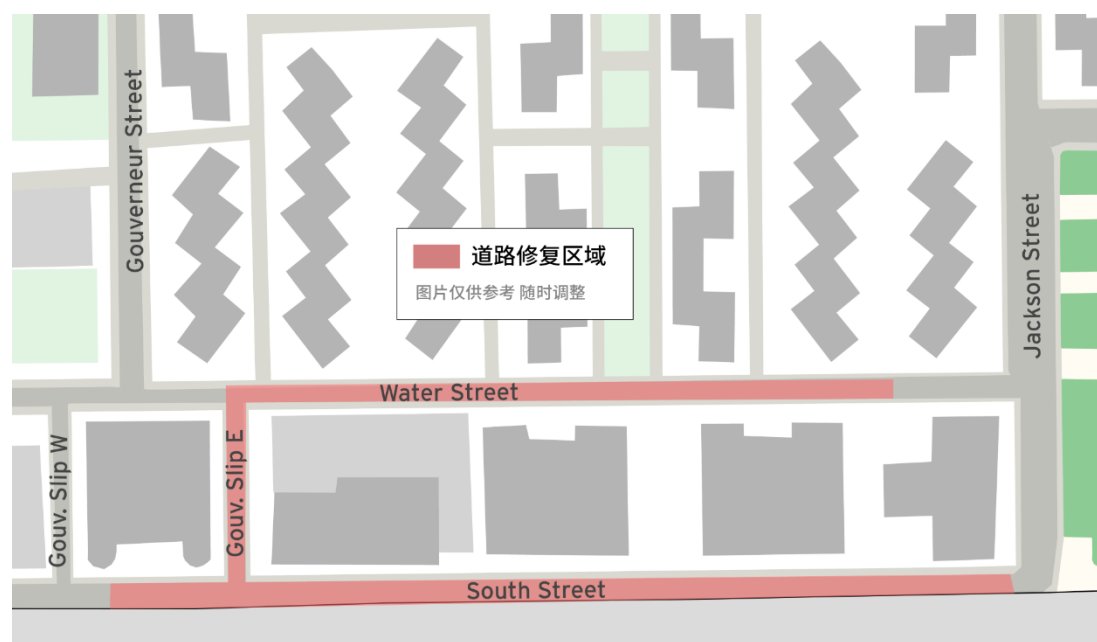 Gouverneur Street
Jackson Street
道路修复区域
图片仅供参考 随时调整
Water Street
Gouv. Slip W
Gouv. Slip E
South Street